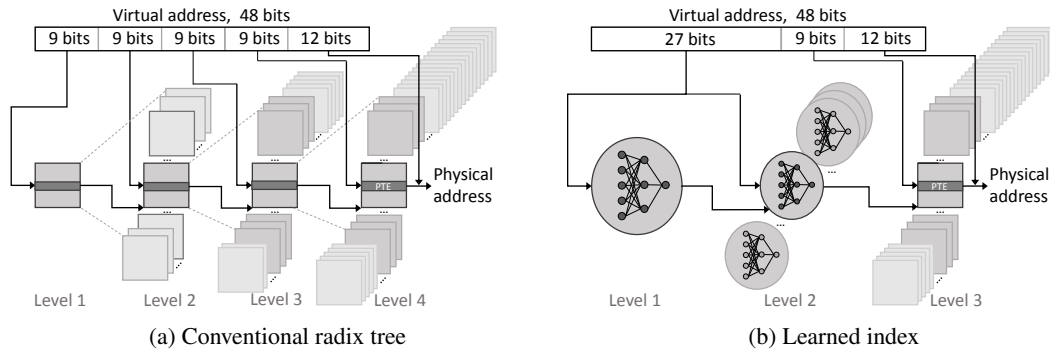 Virtual address, 48 bits
9 bits 9 bits 9 bits 9 bits 12 bits
...
...
...
PTE
Physical
address
...
...
...
Level 1 Level 2 Level 3 Level 4
(a) Conventional radix tree
Virtual address, 48 bits
27 bits 9 bits 12 bits
...
...
PTE
Physical
address
...
...
Level 1 Level 2 Level 3
(b) Learned index